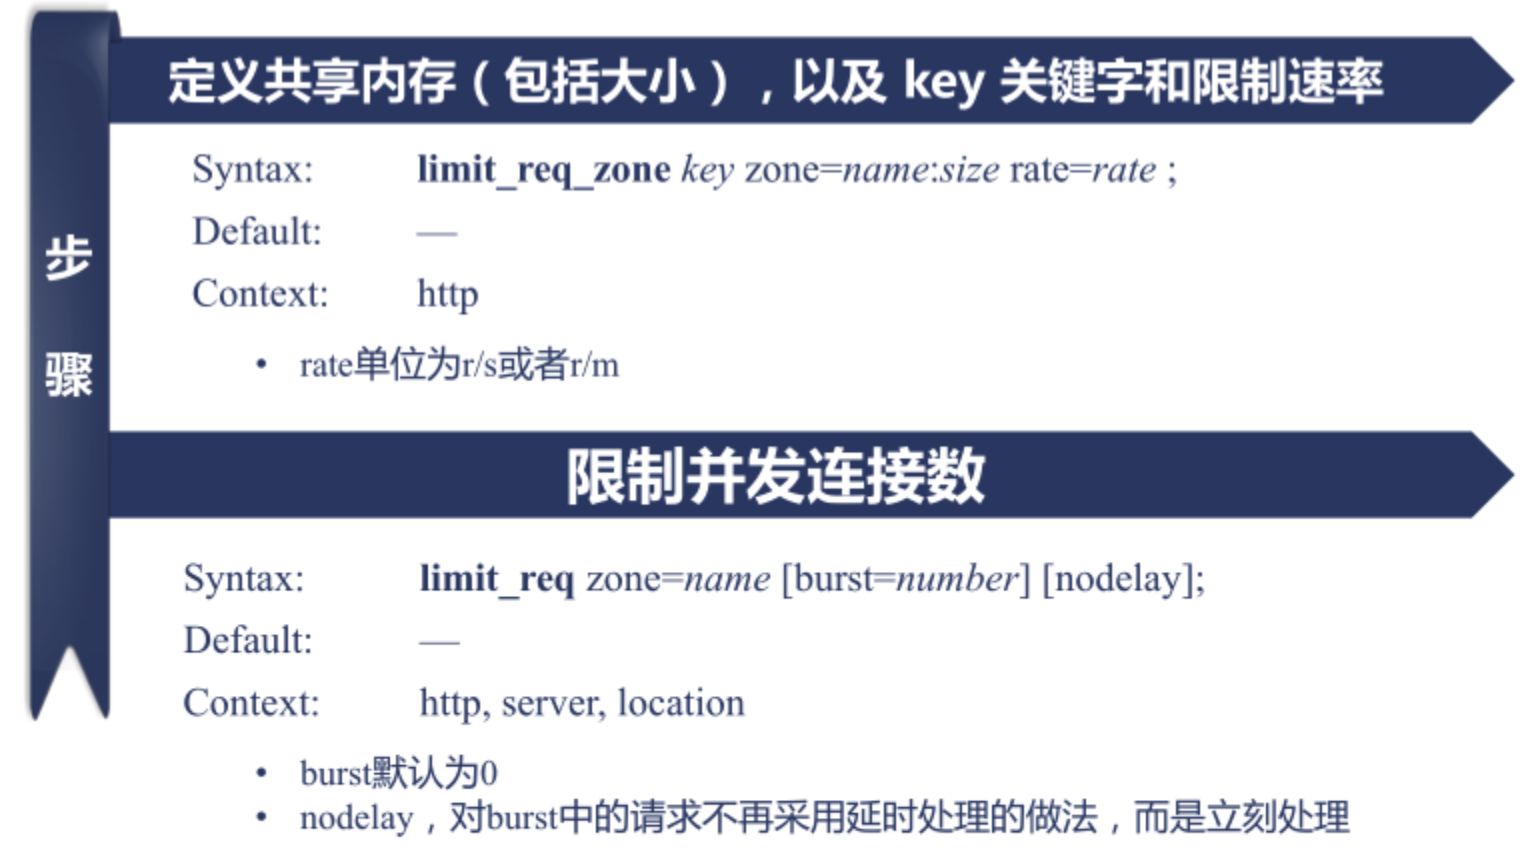 步
骤
定义共享内存（包括大小），以及 key 关键字和限制速率
Syntax: limit_req_zone key zone=name:size rate=rate ;
Default: —
Context: http
• rate单位为r/s或者r/m
限制并发连接数
Syntax: limit_req zone=name [burst=number] [nodelay];
Default: —
Context: http, server, location
• burst默认为0
• nodelay，对burst中的请求不再采用延时处理的做法，而是立刻处理